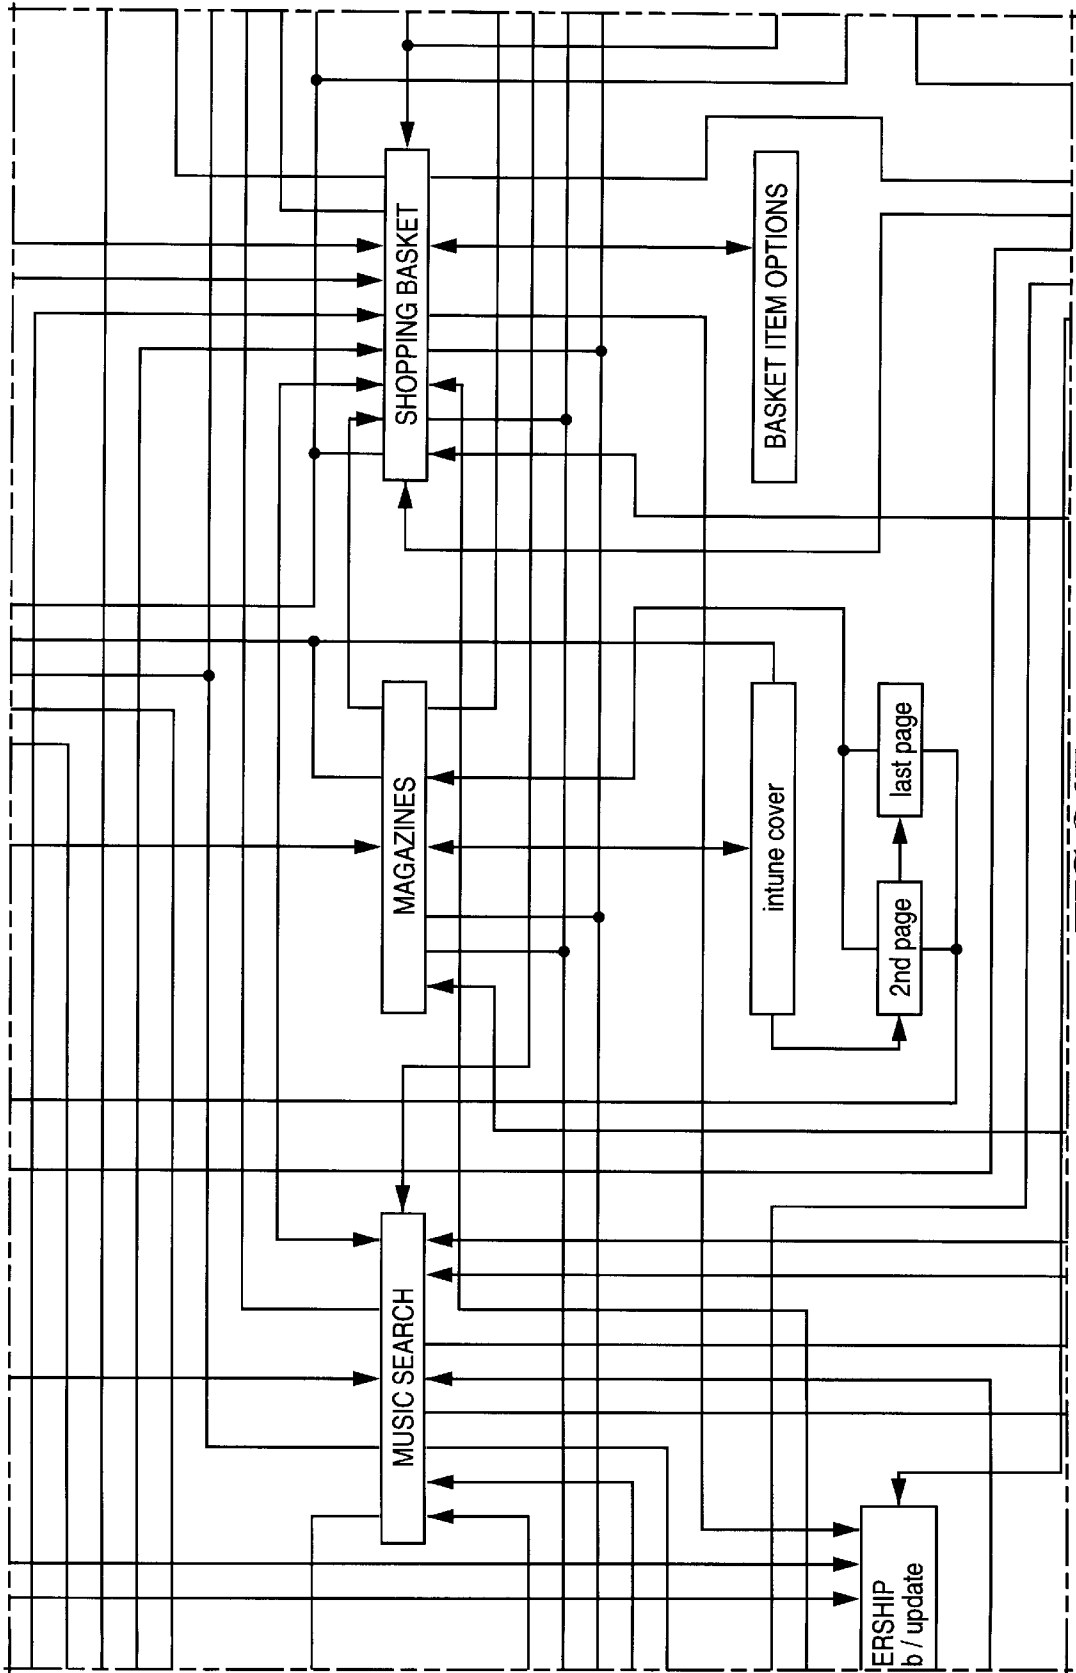 SHOPPING BASKET
BASKET ITEM OPTIONS
MAGAZINES
intune cover
last page
2nd page
MUSIC SEARCH
ERSHIP
b / update